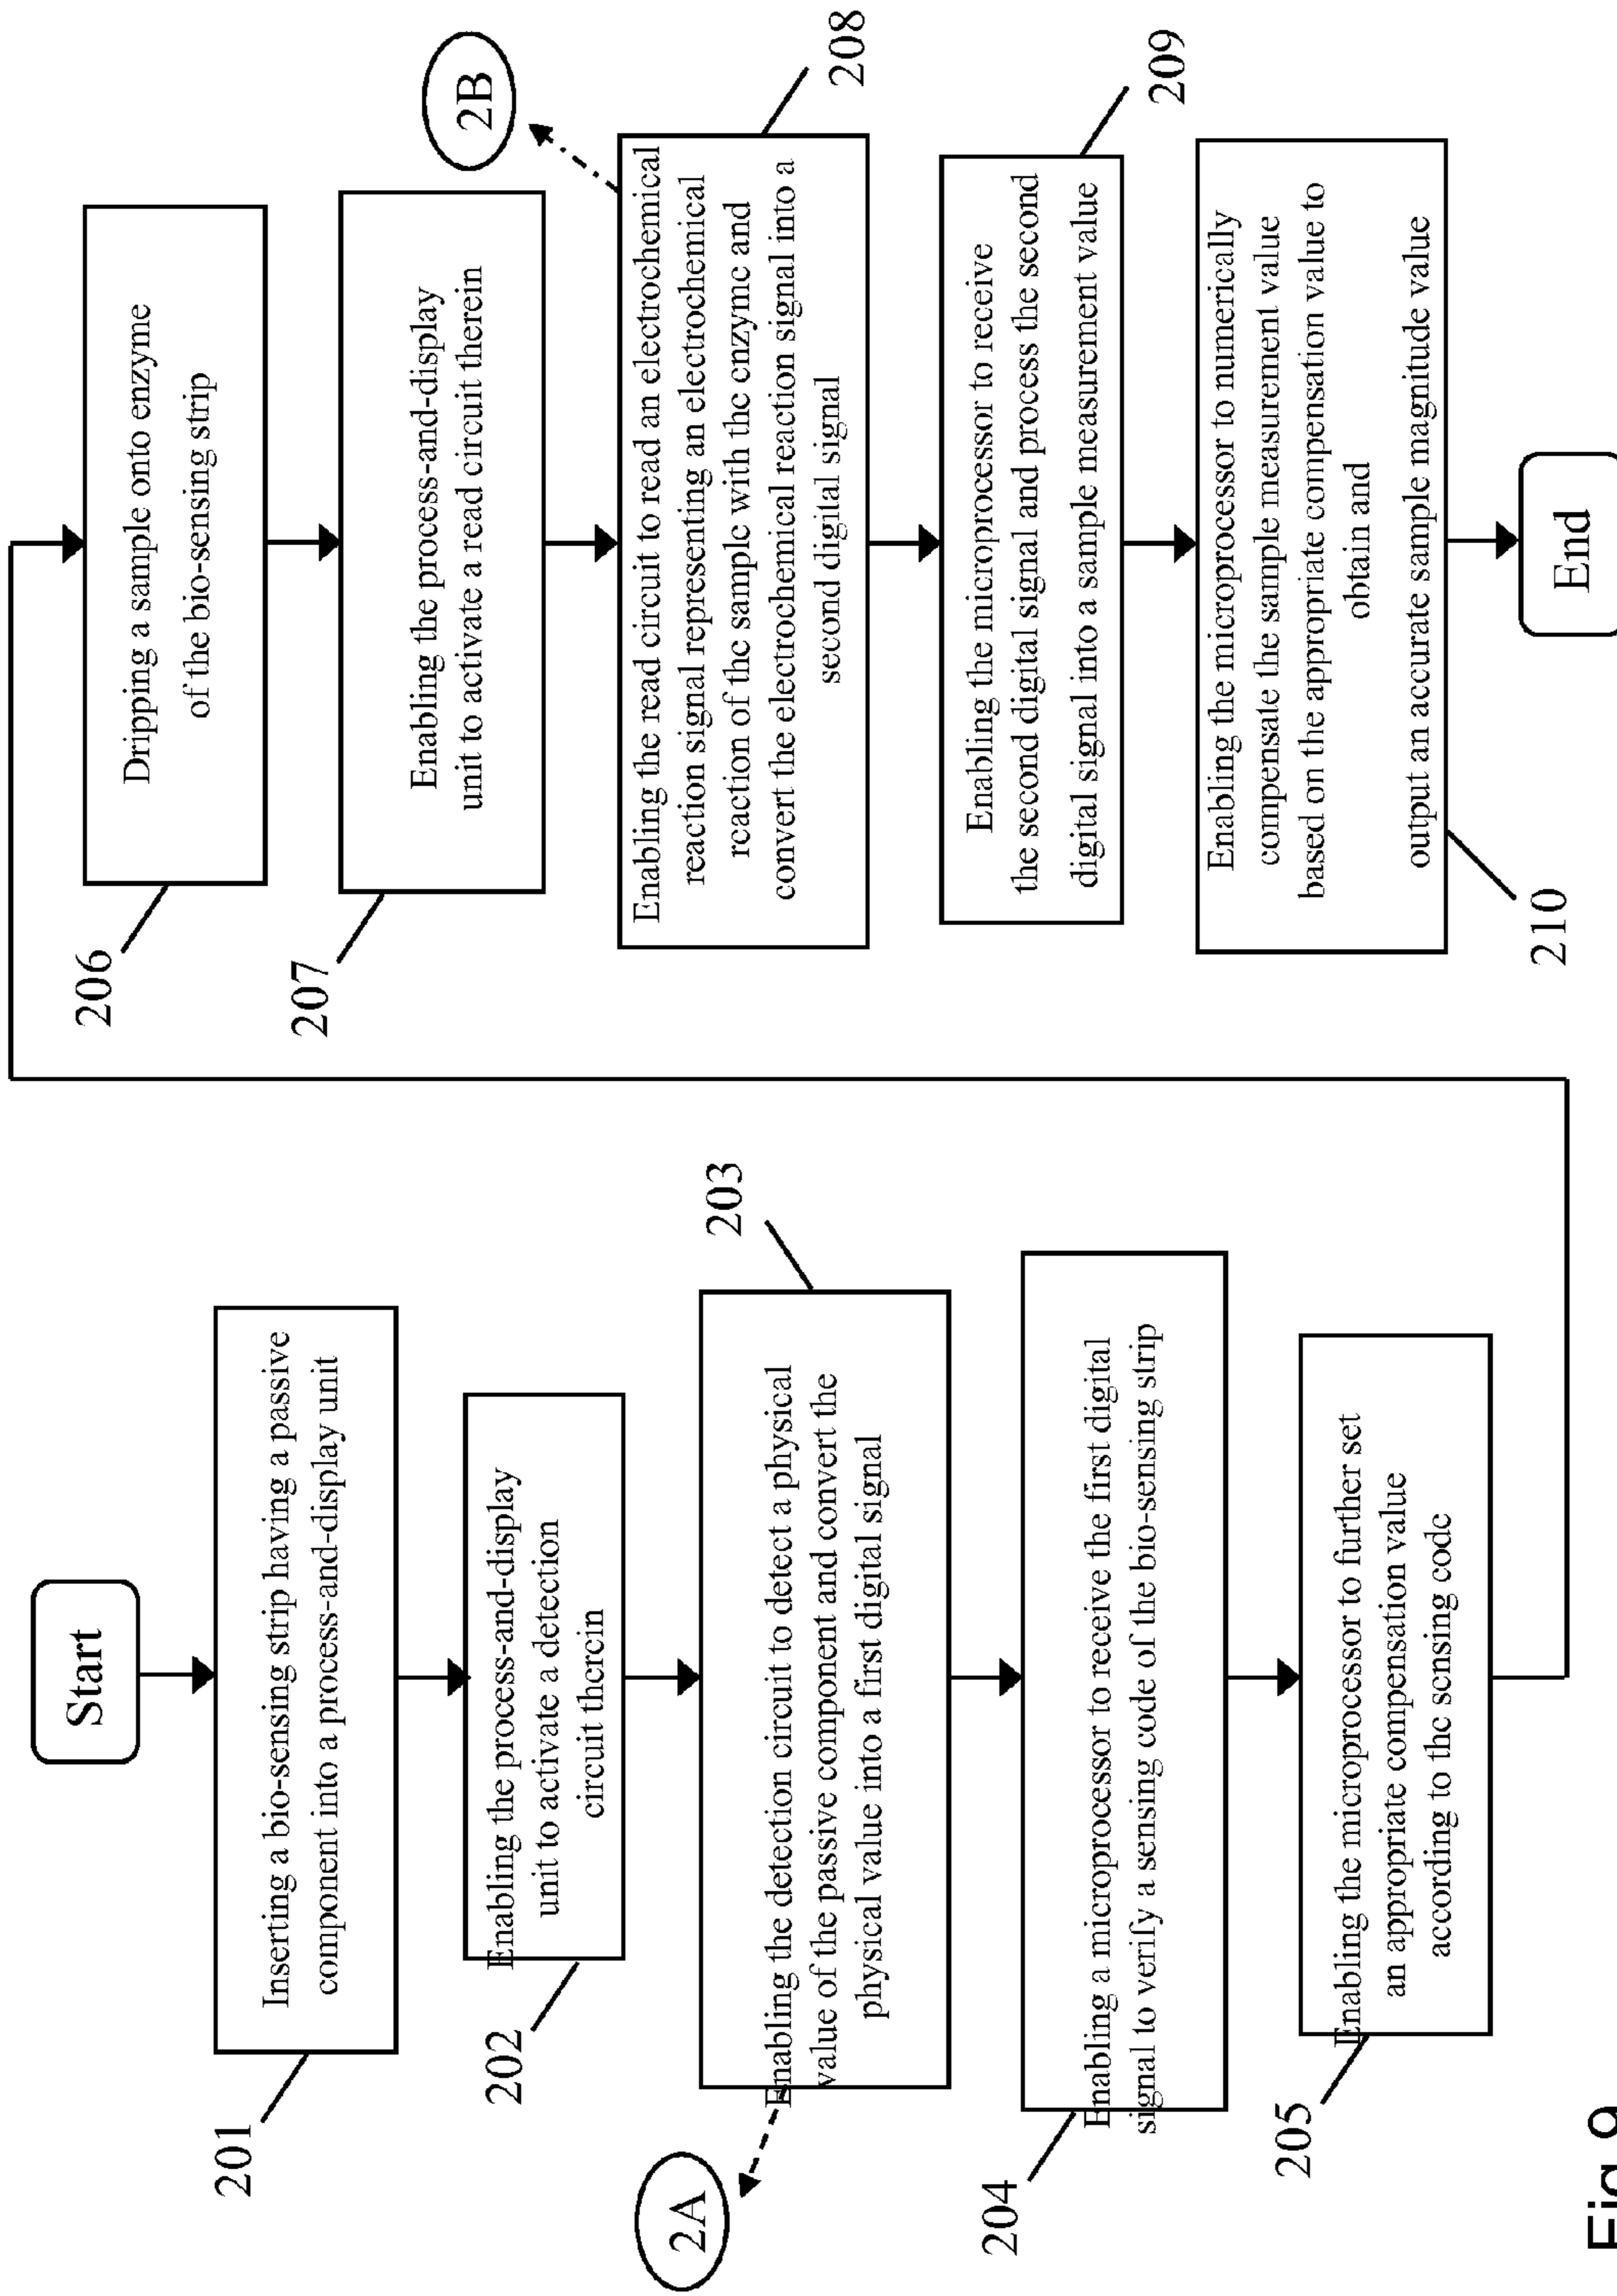 Start
Inserting a bio-sensing strip having a passive
component into a process-and-display unit
201
Enabling the process-and-display
unit to activate a detection
circuit therein
202
Enabling the detection circuit to detect a physical
value of the passive component and convert the
physical value into a first digital signal
203
2A
Enabling a microprocessor to receive the first digital
signal to verify a sensing code of the bio-sensing strip
204
Enabling the microprocessor to further set
an appropriate compensation value
according to the sensing code
205
Dripping a sample onto enzyme
of the bio-sensing strip
206
Enabling the process-and-display
unit to activate a read circuit therein
207
Enabling the read circuit to read an electrochemical
reaction signal representing an electrochemical
reaction of the sample with the enzyme and
convert the electrochemical reaction signal into a
second digital signal
208
2B
Enabling the microprocessor to receive
the second digital signal and process the second
digital signal into a sample measurement value
209
Enabling the microprocessor to numerically
compensate the sample measurement value
based on the appropriate compensation value to
obtain and
output an accurate sample magnitude value
210
End
Fig 9